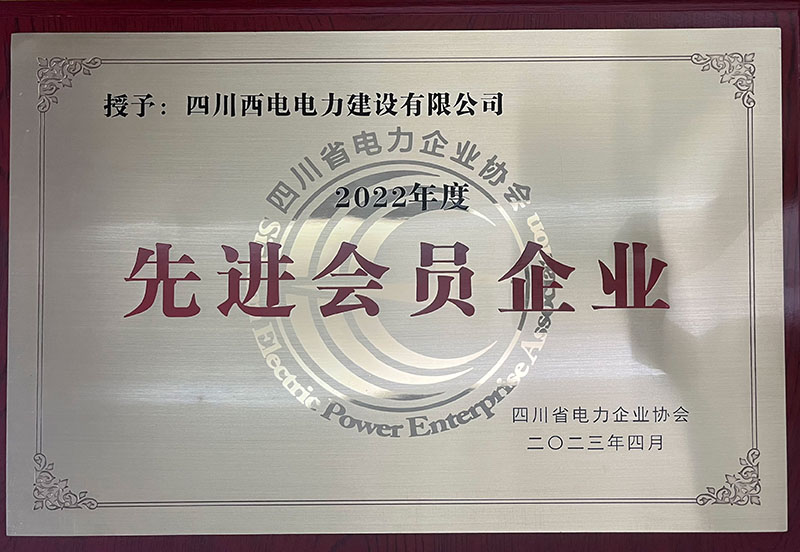 授予：四川西电电力建设有限公司
四川省电力企业协会
2022年度
先进会员企业
Electric Power Enterprise Association
四川省电力企业协会
二〇二三年四月